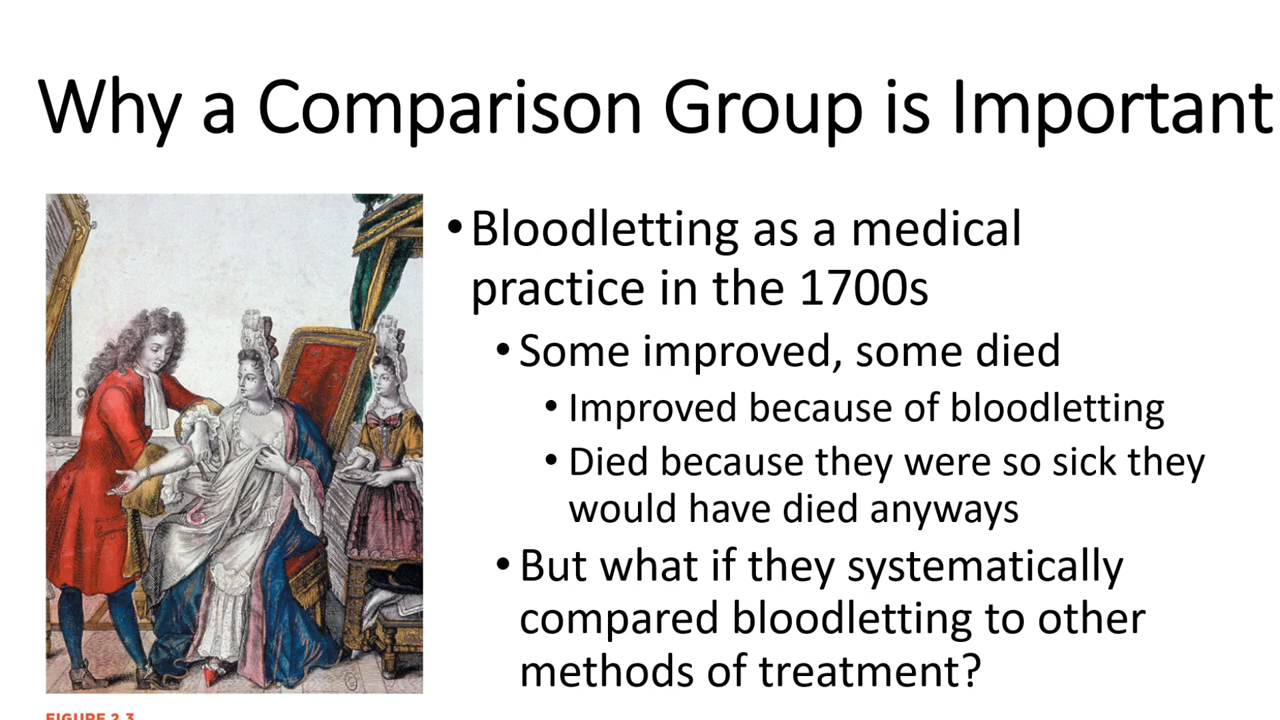 Why a Comparison Group is Important
• Bloodletting as a medical
practice in the 1700s
• Some improved, some died
• Improved because of bloodletting
• Died because they were so sick they
would have died anyways
• But what if they systematically
compared bloodletting to other
methods of treatment?
FIGURE 2.3